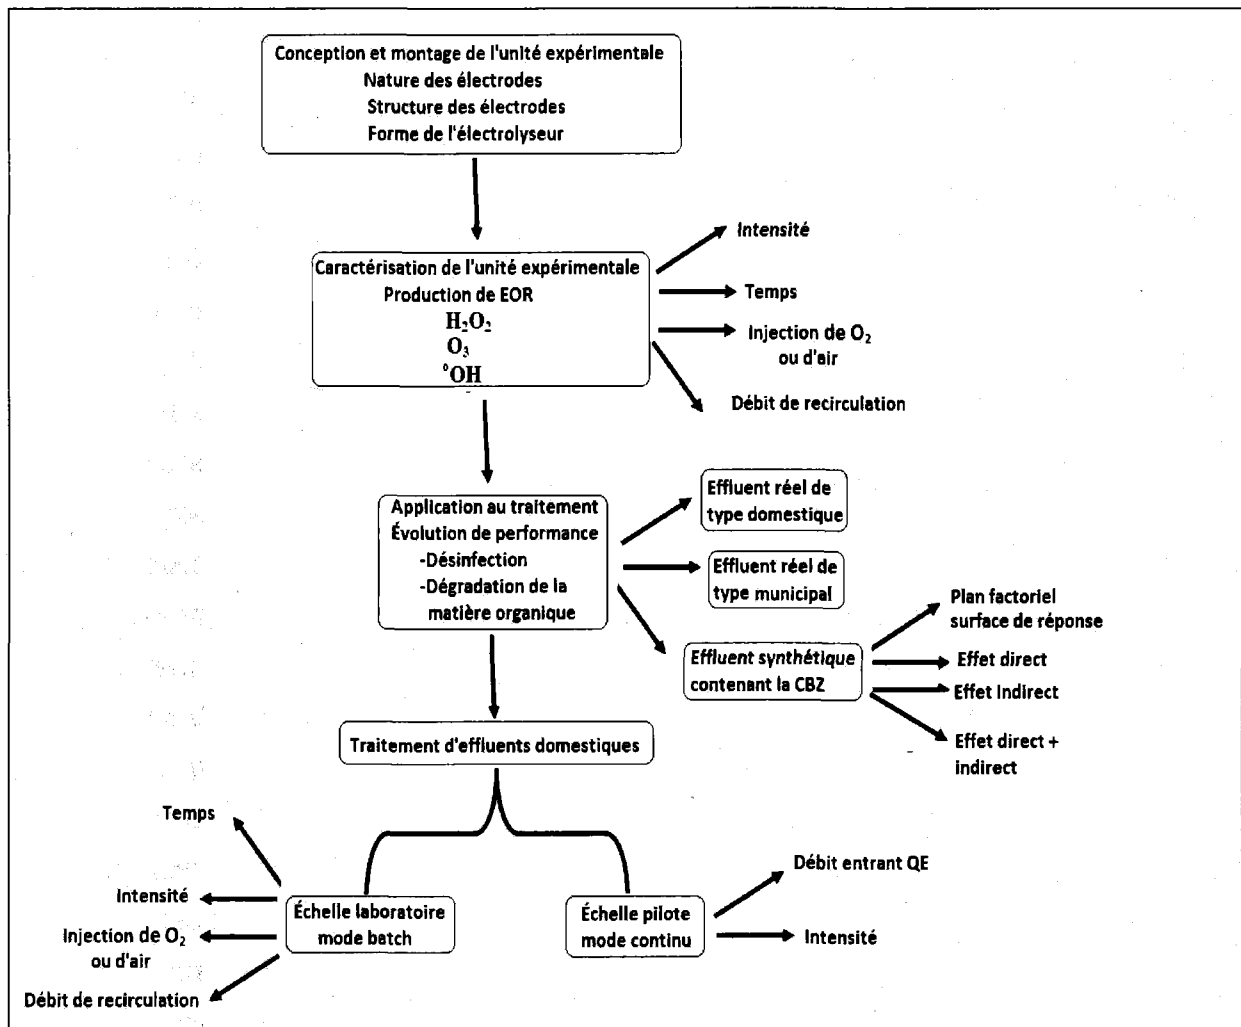 Conception et montage de l'unité expérimentale
Nature des électrodes
Structure des électrodes
Forme de l'électrolyseur
Caractérisation de l'unité expérimentale
Production de EOR
H₂O₂
O₃
°OH
Intensité
Temps
Injection de O₂
ou d'air
Débit de recirculation
Application au traitement
Évolution de performance
-Désinfection
-Dégradation de la
matière organique
Effluent réel de
type domestique
Effluent réel de
type municipal
Effluent synthétique
contenant la CBZ
Plan factoriel
surface de réponse
Effet direct
Effet Indirect
Effet direct +
indirect
Traitement d'effluents domestiques
Temps
Intensité
Injection de O₂
ou d'air
Débit de recirculation
Échelle laboratoire
mode batch
Échelle pilote
mode continu
Débit entrant QE
Intensité